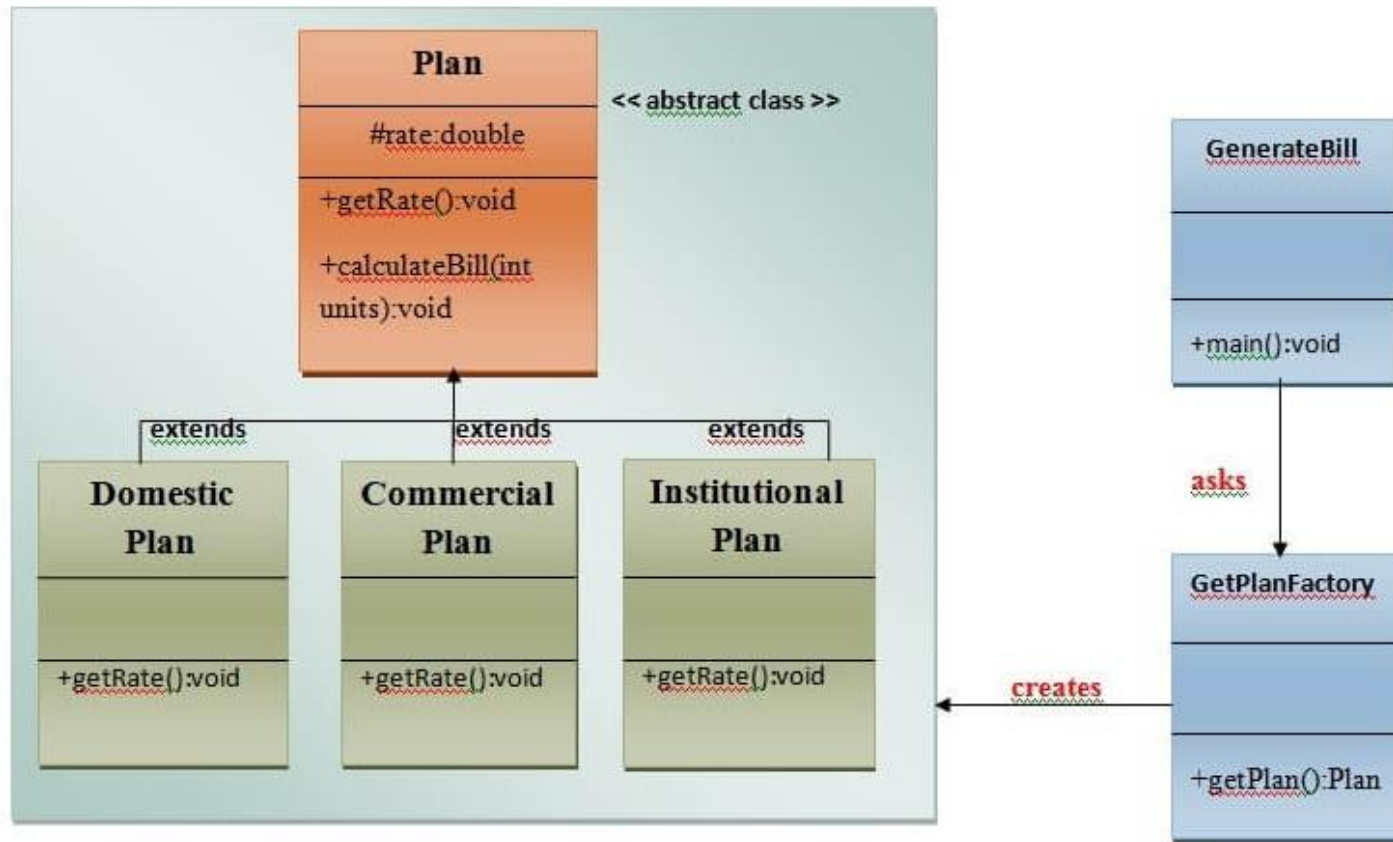 Plan
<< abstract class >>
#rate:double
+getRate():void
+calculateBill(int
units):void
extends
extends
extends
Domestic
Plan
+getRate():void
Commercial
Plan
+getRate():void
Institutional
Plan
+getRate():void
GenerateBill
+main():void
asks
GetPlanFactory
+getPlan():Plan
creates